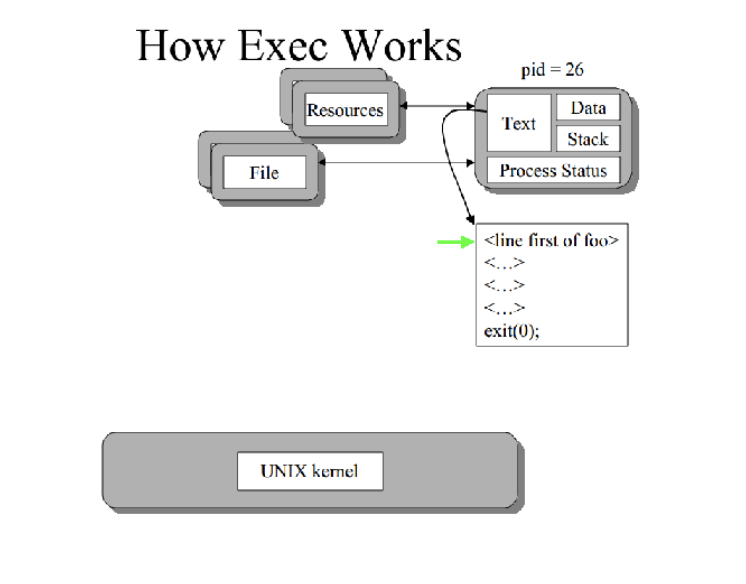 How Exec Works
pid = 26
Resources
Text
Data
Stack
File
Process Status
<line first of foo>
<...>
<...>
<...>
exit(0);
UNIX kernel